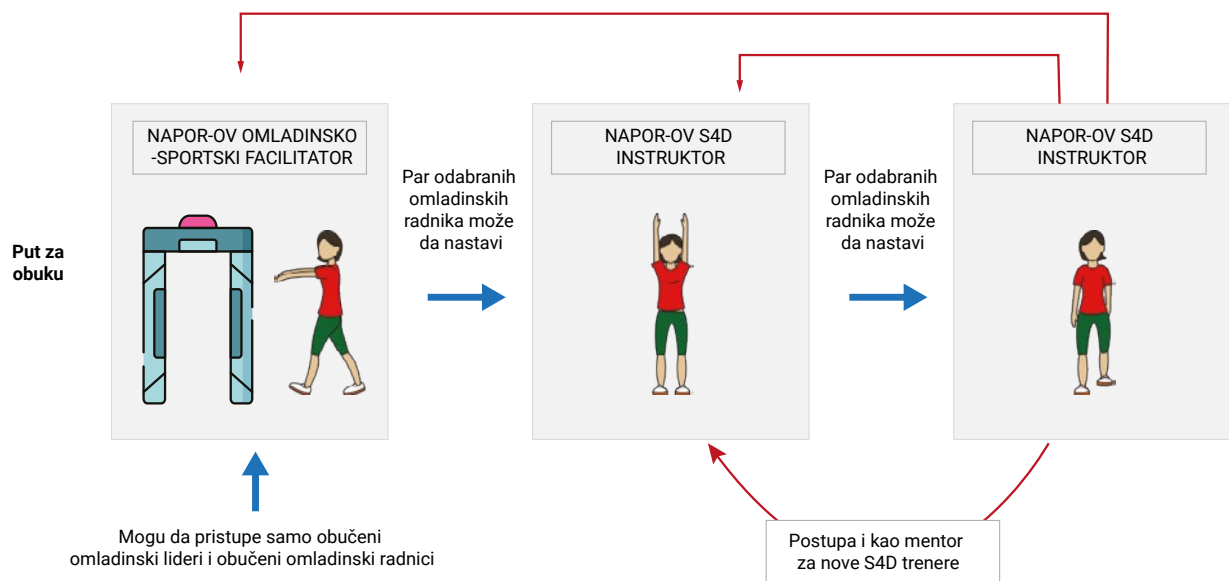 NAPOR-OV OMLADINSKO
-SPORTSKI FACILITATOR
NAPOR-OV S4D
INSTRUKTOR
NAPOR-OV S4D
INSTRUKTOR
Par odabranih
omladinskih
radnika može
da nastavi
Par odabranih
omladinskih
radnika može
da nastavi
Put za
obuku
Mogu da pristupe samo obučeni
omladinski lideri i obučeni omladinski radnici
Postupa i kao mentor
za nove S4D trenere